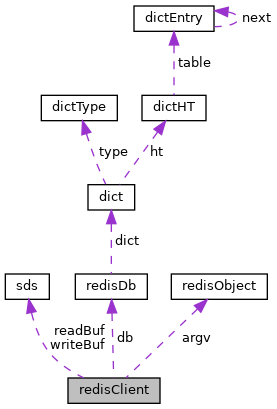 dictEntry
next
table
dictType
dictHT
type
ht
dict
dict
sds
redisDb
redisObject
readBuf
writeBuf
db
argv
redisClient